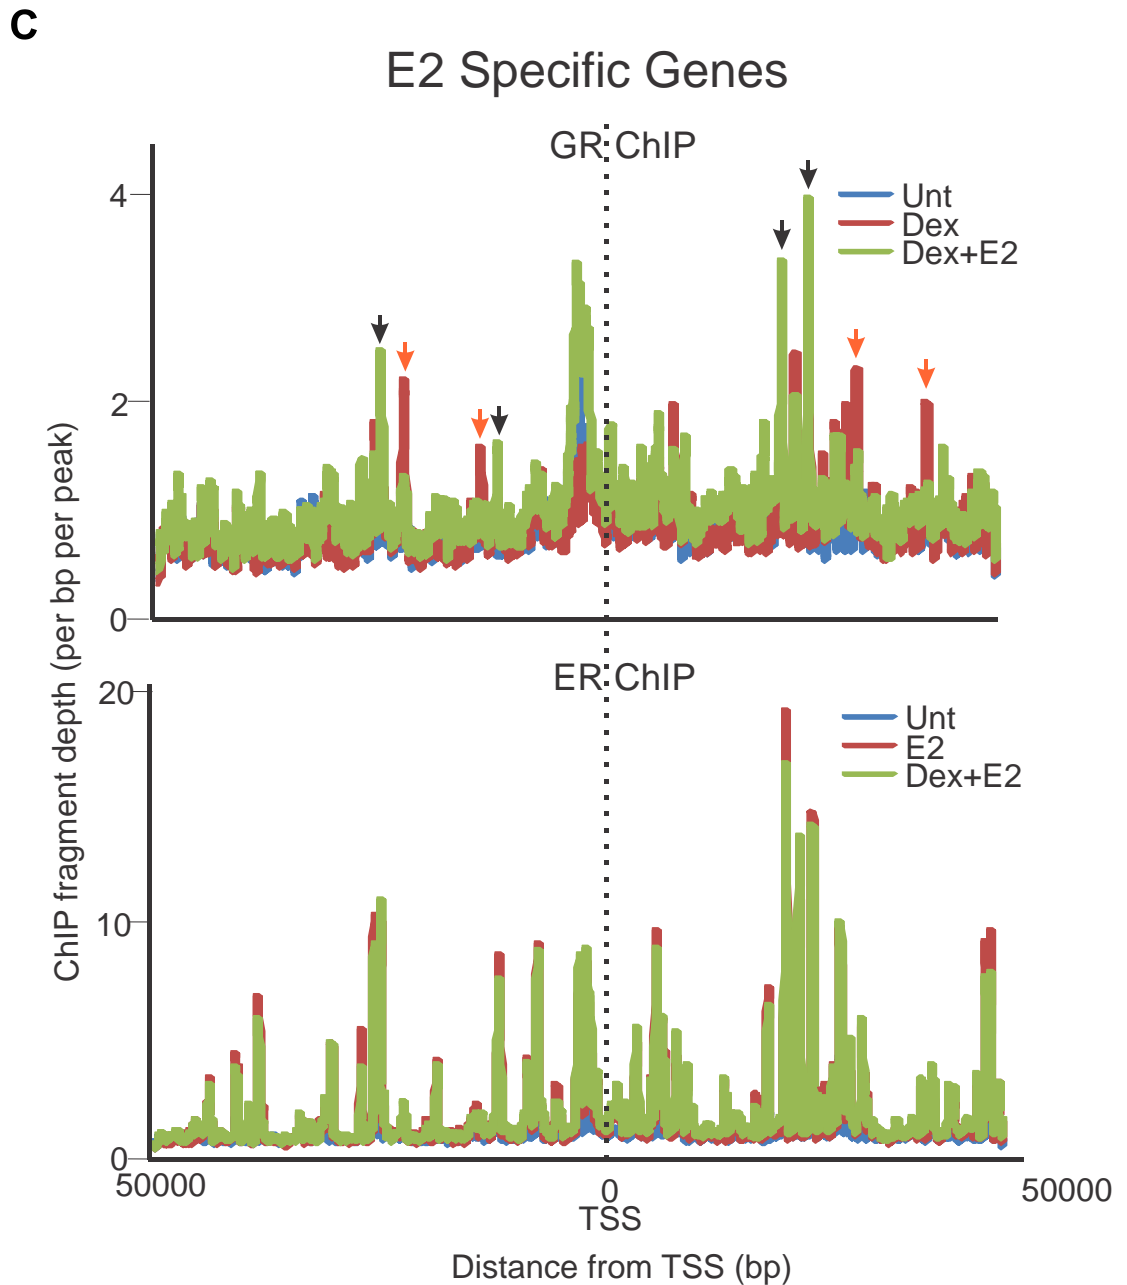 C
E2 Specific Genes
GR ChIP
4
2
0
Unt
Dex
Dex+E2
ChIP fragment depth (per bp per peak)
ER ChIP
20
10
0
Unt
E2
Dex+E2
50000
0
50000
TSS
Distance from TSS (bp)